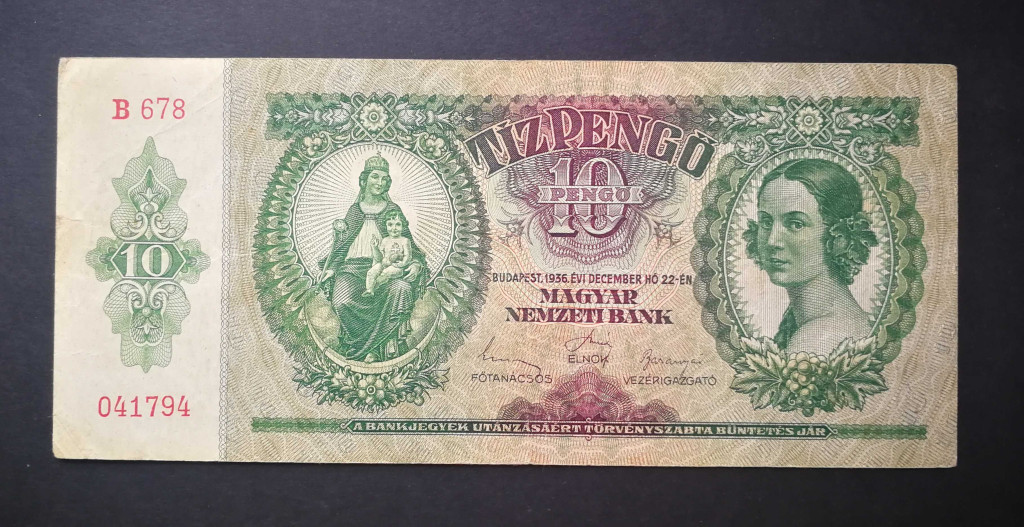 B 678
10
041794
TÍZPENGŐ
10
PENGŐ
BUDAPEST, 1936. ÉVI DECEMBER HÓ 22-ÉN
MAGYAR
NEMZETI BANK
ELNÖK
FŐTANÁCSOS
Baranyai
VEZÉRIGAZGATÓ
A BANKJEGYEK UTÁNZÁSÁÉRT TÖRVÉNYSZABTA BÜNTETÉS JÁR